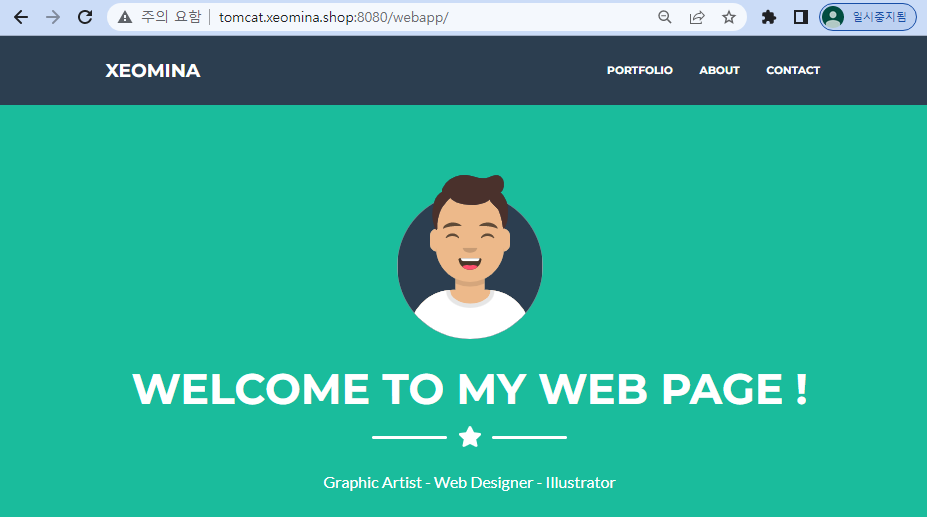 주의 요함 tomcat.xeomina.shop:8080/webapp/ 일시중지됨
XEOMINA PORTFOLIO ABOUT CONTACT
WELCOME TO MY WEB PAGE !
Graphic Artist - Web Designer - Illustrator